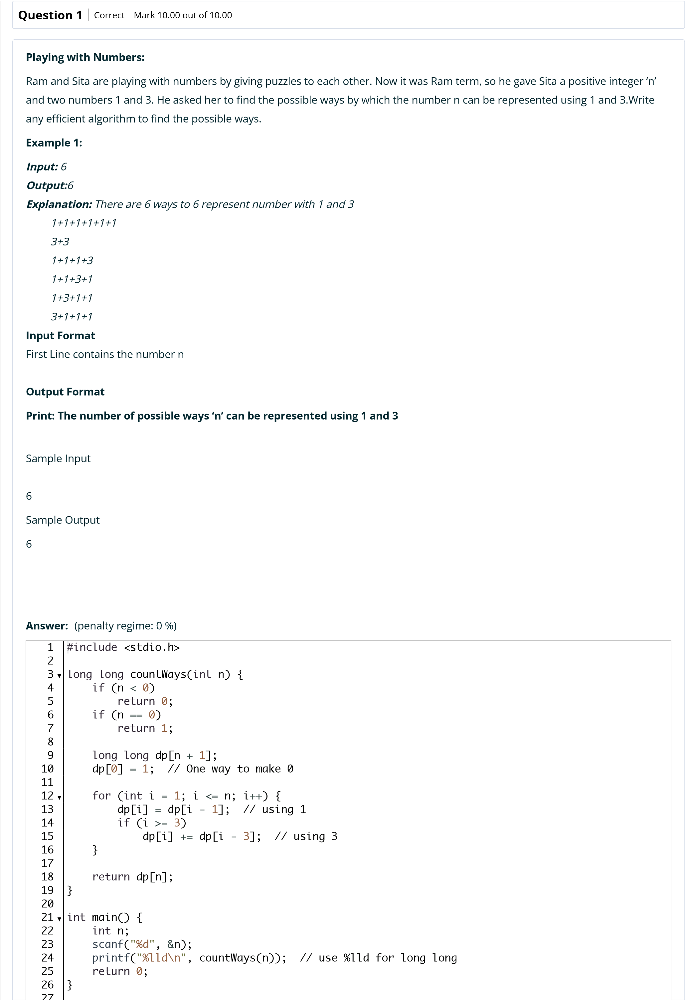 Question 1 Correct Mark 10.00 out of 10.00
Playing with Numbers:
Ram and Sita are playing with numbers by giving puzzles to each other. Now it was Ram term, so he gave Sita a positive integer ‘n’
and two numbers 1 and 3. He asked her to find the possible ways by which the number n can be represented using 1 and 3.Write
any efficient algorithm to find the possible ways.
Example 1:
Input: 6
Output:6
Explanation: There are 6 ways to 6 represent number with 1 and 3
1+1+1+1+1+1
3+3
1+1+1+3
1+1+3+1
1+3+1+1
3+1+1+1
Input Format
First Line contains the number n
Output Format
Print: The number of possible ways ‘n’ can be represented using 1 and 3
Sample Input
6
Sample Output
6
Answer: (penalty regime: 0 %)
1 #include <stdio.h>
2
3 long long countWays(int n) {
4     if (n < 0)
5         return 0;
6     if (n == 0)
7         return 1;
8
9     long long dp[n + 1];
10     dp[0] = 1;  // One way to make 0
11
12     for (int i = 1; i <= n; i++) {
13         dp[i] = dp[i - 1];  // using 1
14         if (i >= 3)
15             dp[i] += dp[i - 3];  // using 3
16     }
17
18     return dp[n];
19 }
20
21 int main() {
22     int n;
23     scanf("%d", &n);
24     printf("%lld\n", countWays(n));  // use %lld for long long
25     return 0;
26 }
27